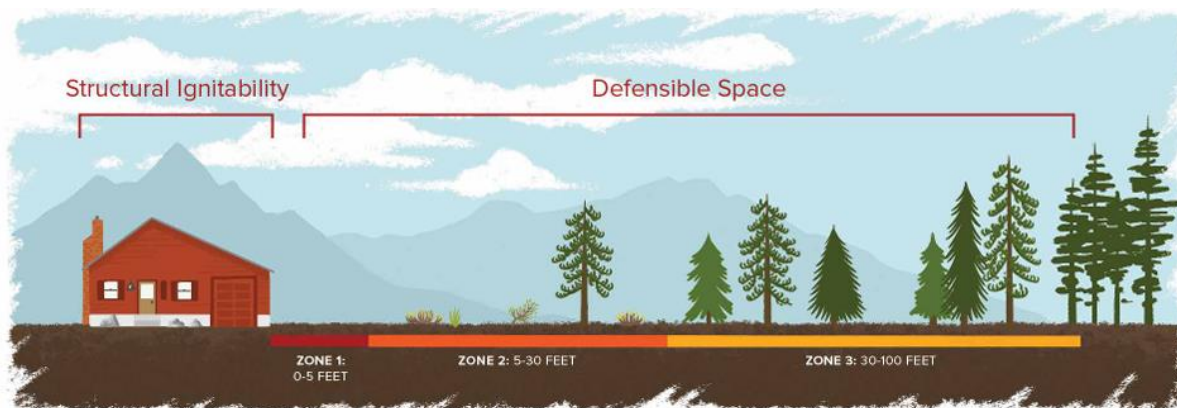 Structural Ignitability
Defensible Space
ZONE 1:
0-5 FEET
ZONE 2: 5-30 FEET
ZONE 3: 30-100 FEET